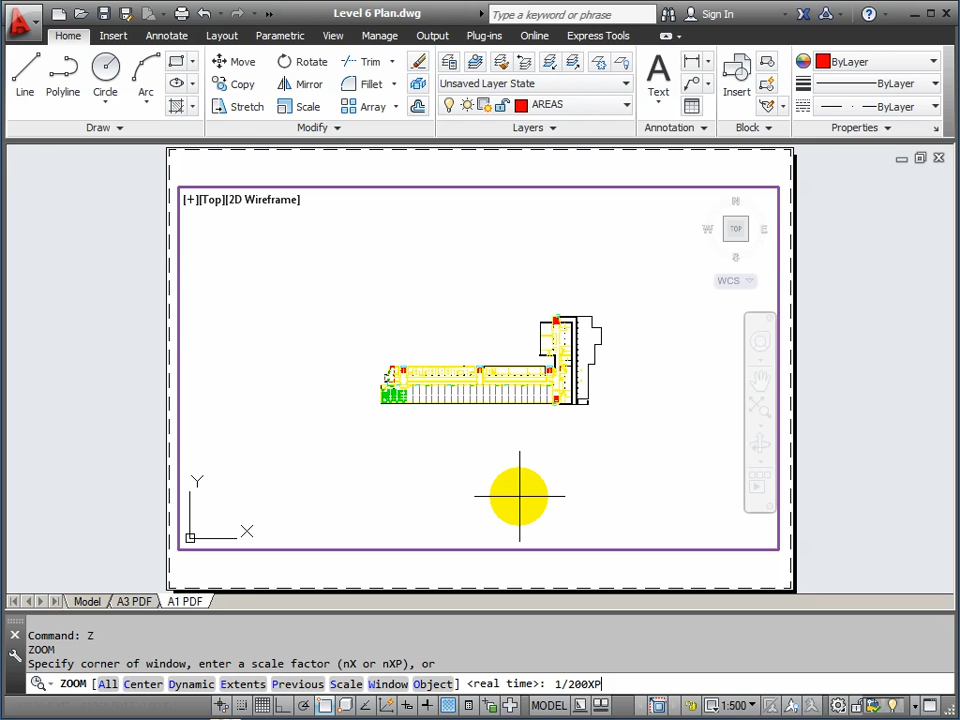 Level 6 Plan.dwg
Type a keyword or phrase
Sign In
Home Insert Annotate Layout Parametric View Manage Output Plug-ins Online Express Tools
Line Polyline Circle Arc
Move Rotate Trim
Copy Mirror Fillet
Stretch Scale Array
Unsaved Layer State
AREAS
Text
Insert
ByLayer
ByLayer
ByLayer
Draw Modify Layers Annotation Block Properties
[+][Top][2D Wireframe]
N
W TOP E
S
WCS
Y
X
Model A3 PDF A1 PDF
Command: Z
ZOOM
Specify corner of window, enter a scale factor (nX or nXP), or
ZOOM [All Center Dynamic Extents Previous Scale Window Object] <real time>: 1/200XP
MODEL 1:500